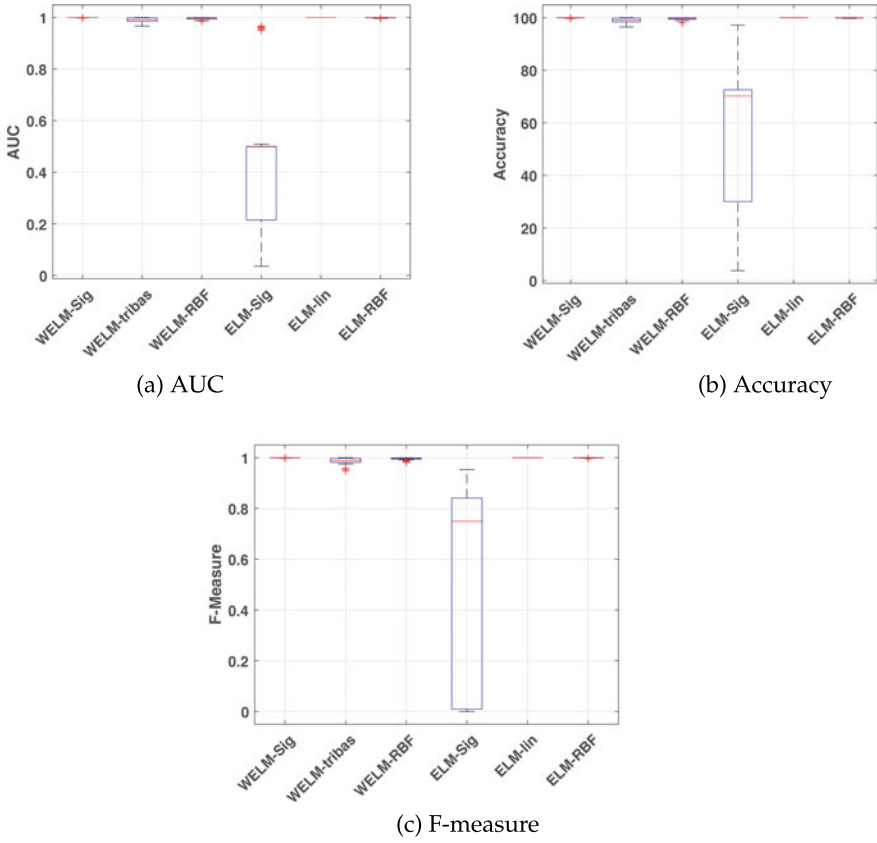 1
0.8
0.6
0.4
0.2
0
AUC
WELM-Sig
WELM-tribas
WELM-RBF
ELM-Sig
ELM-lin
ELM-RBF
(a) AUC
100
80
60
40
20
0
Accuracy
WELM-Sig
WELM-tribas
WELM-RBF
ELM-Sig
ELM-lin
ELM-RBF
(b) Accuracy
1
0.8
0.6
0.4
0.2
0
F-Measure
WELM-Sig
WELM-tribas
WELM-RBF
ELM-Sig
ELM-lin
ELM-RBF
(c) F-measure